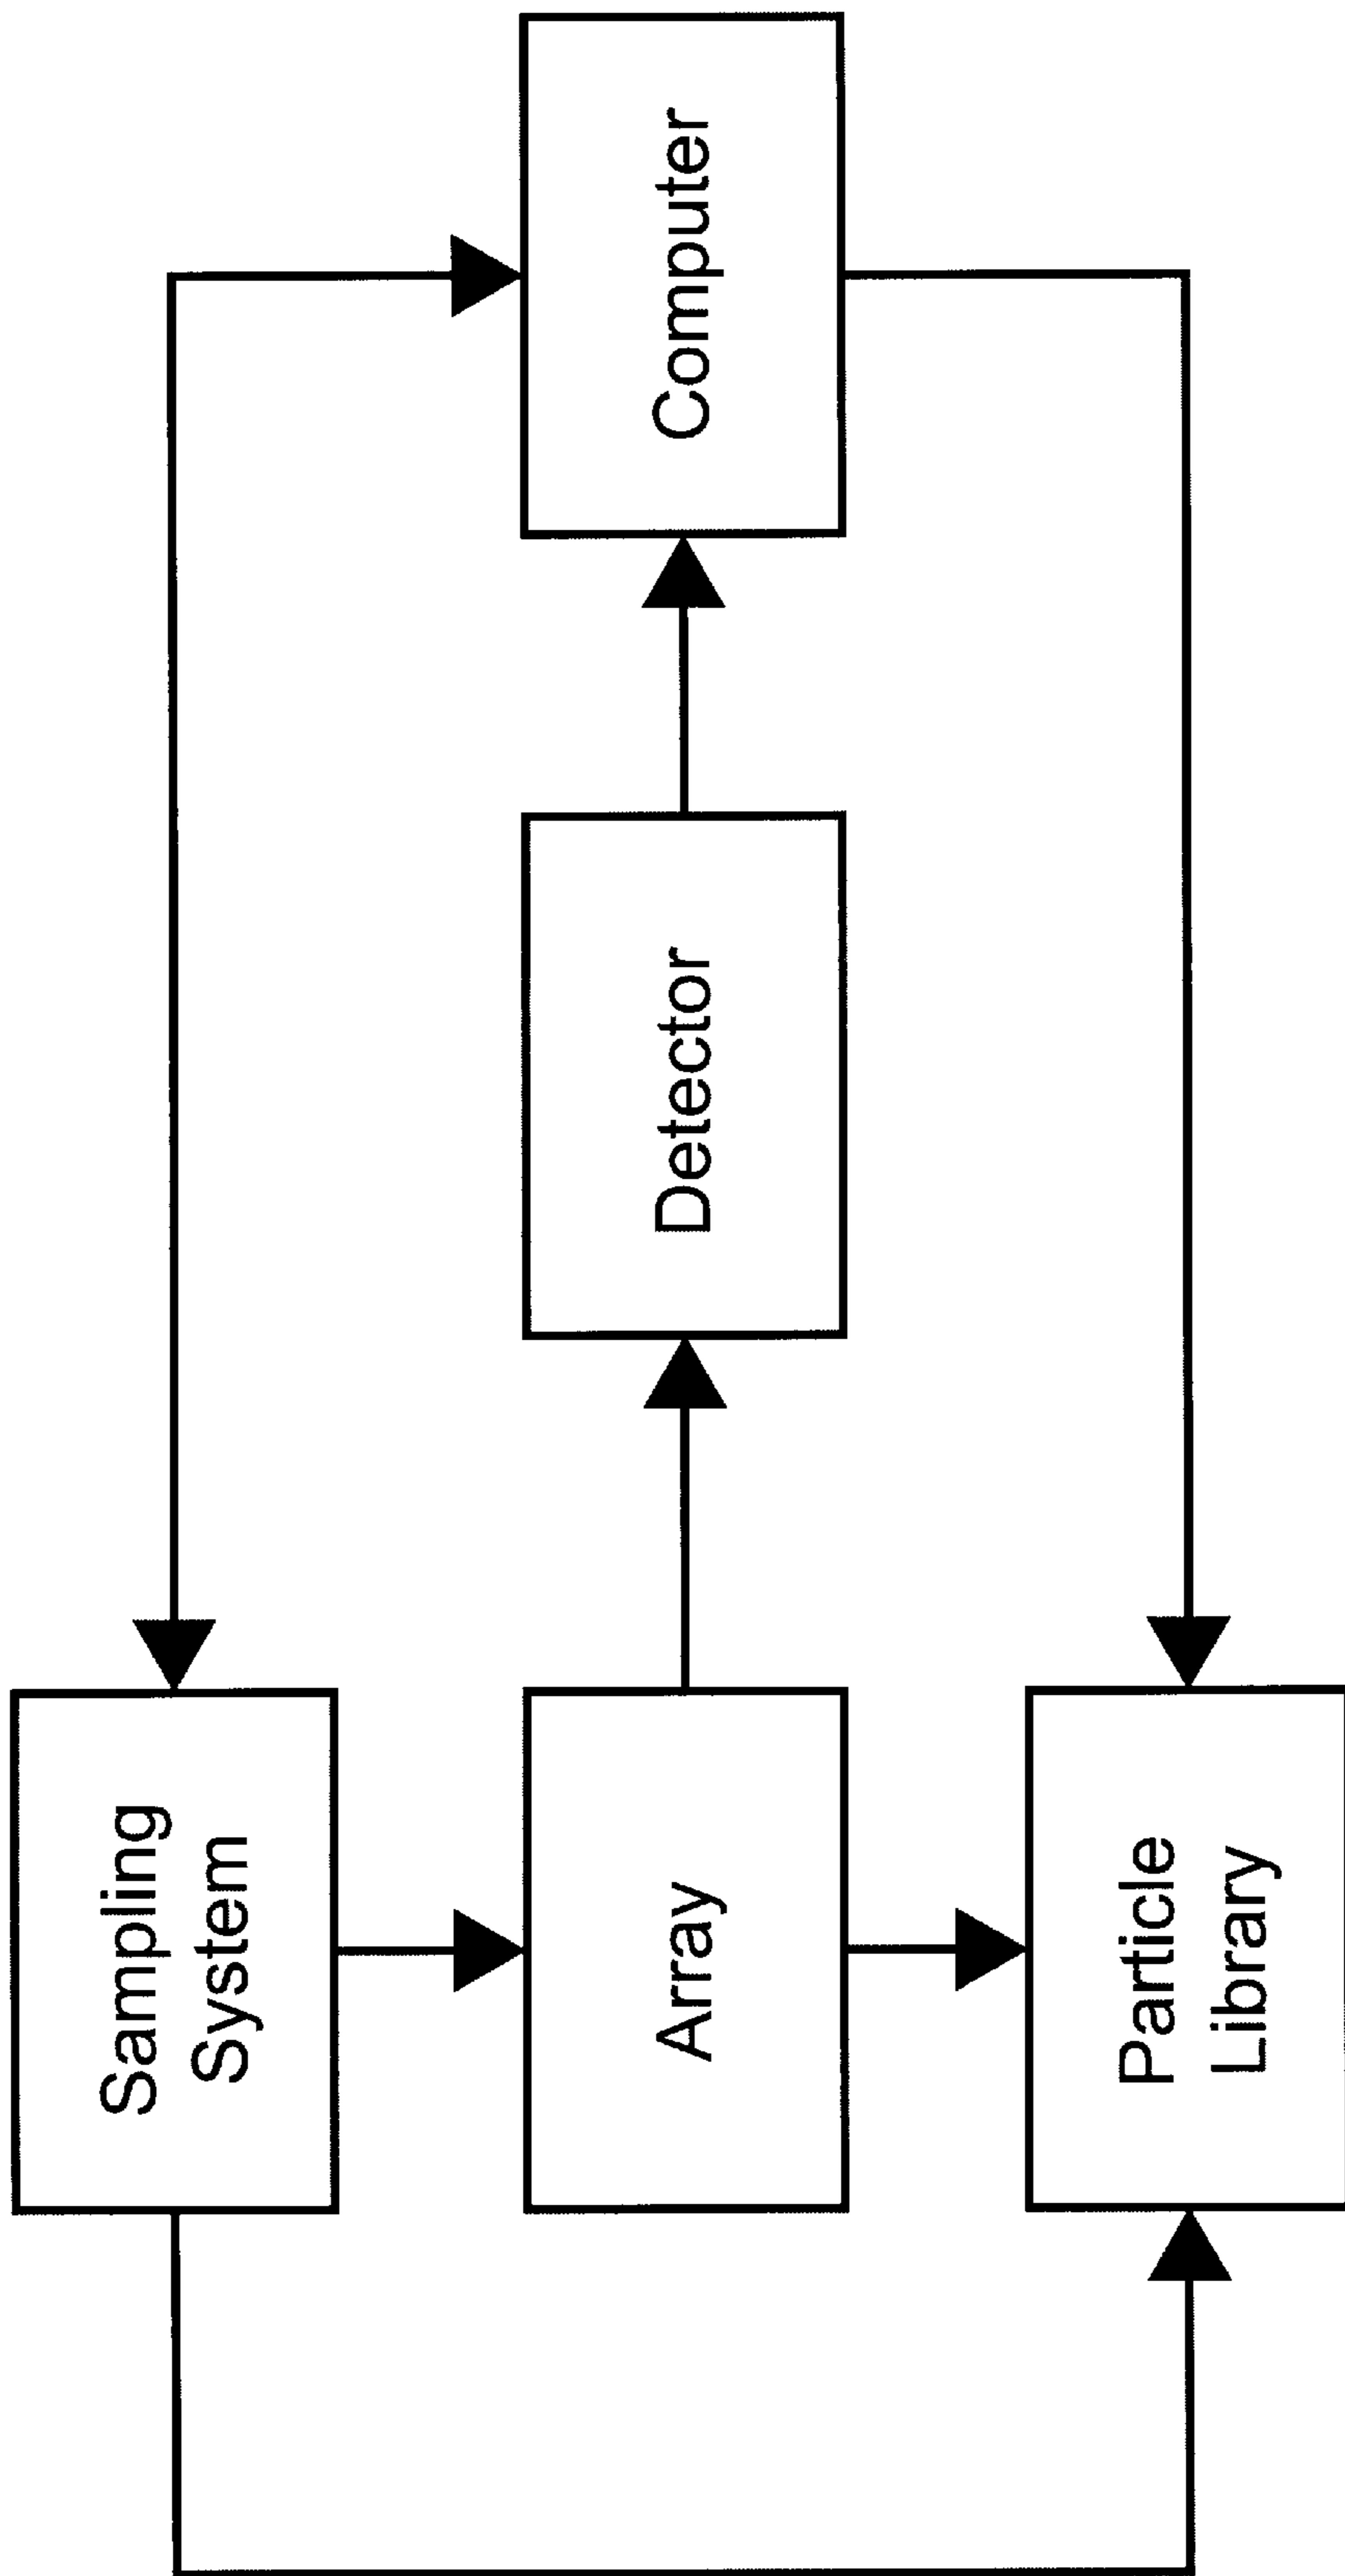 Sampling
System
Array
Particle
Library
Detector
Computer